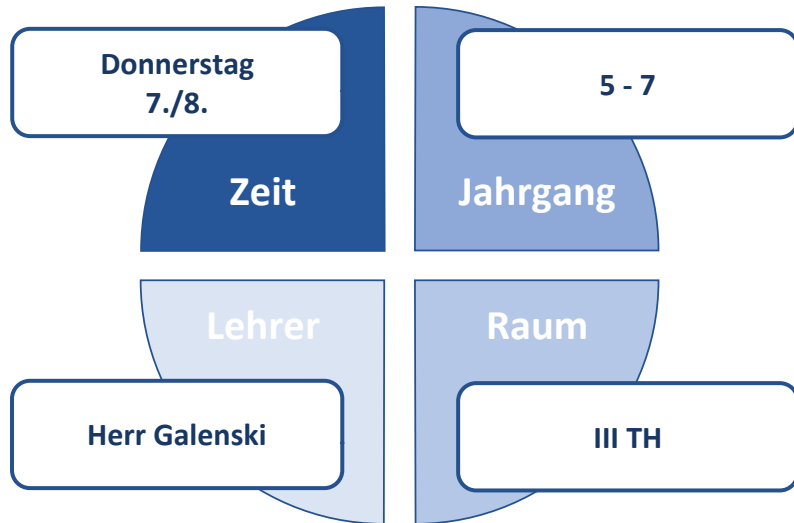 Donnerstag
7./8.
Zeit
5 - 7
Jahrgang
Lehrer
Herr Galenski
Raum
III TH